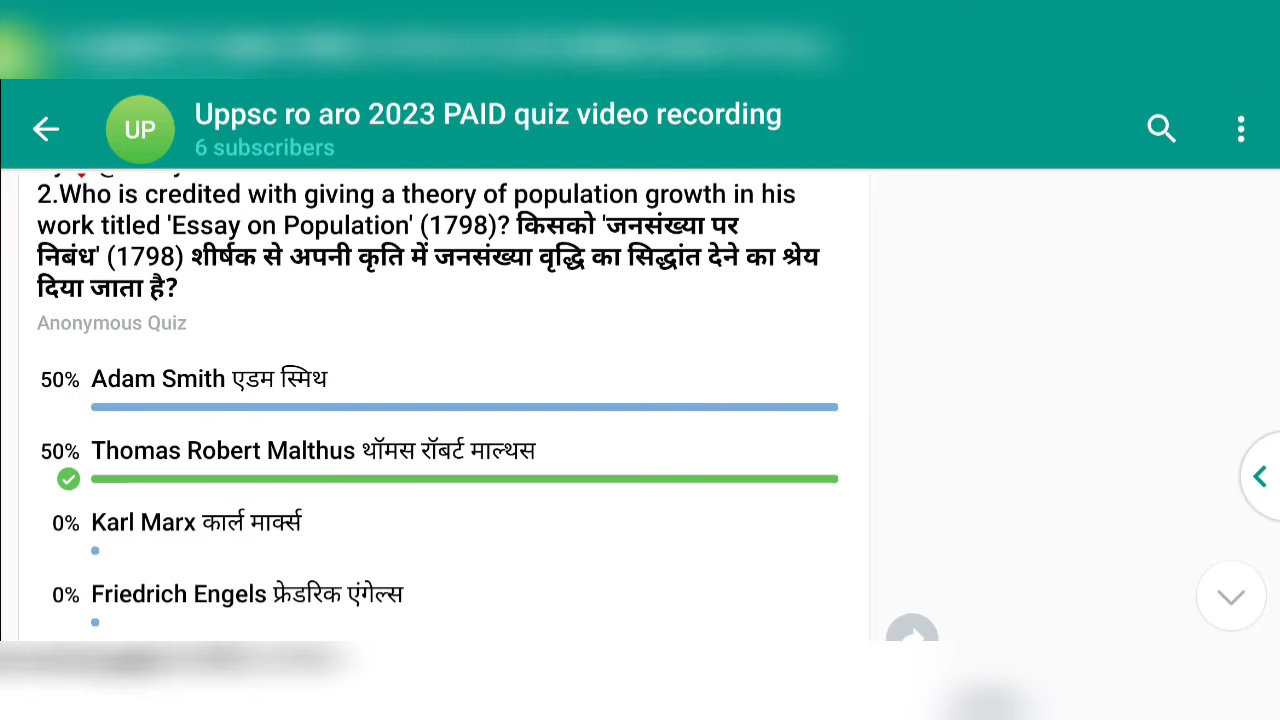 UP
Uppsc ro aro 2023 PAID quiz video recording
6 subscribers
2.Who is credited with giving a theory of population growth in his
work titled 'Essay on Population' (1798)? किसको 'जनसंख्या पर
निबंध' (1798) शीर्षक से अपनी कृति में जनसंख्या वृद्धि का सिद्धांत देने का श्रेय
दिया जाता है?
Anonymous Quiz
50% Adam Smith एडम स्मिथ
50% Thomas Robert Malthus थॉमस रॉबर्ट माल्थस
0% Karl Marx कार्ल मार्क्स
0% Friedrich Engels फ्रेडरिक एंगेल्स